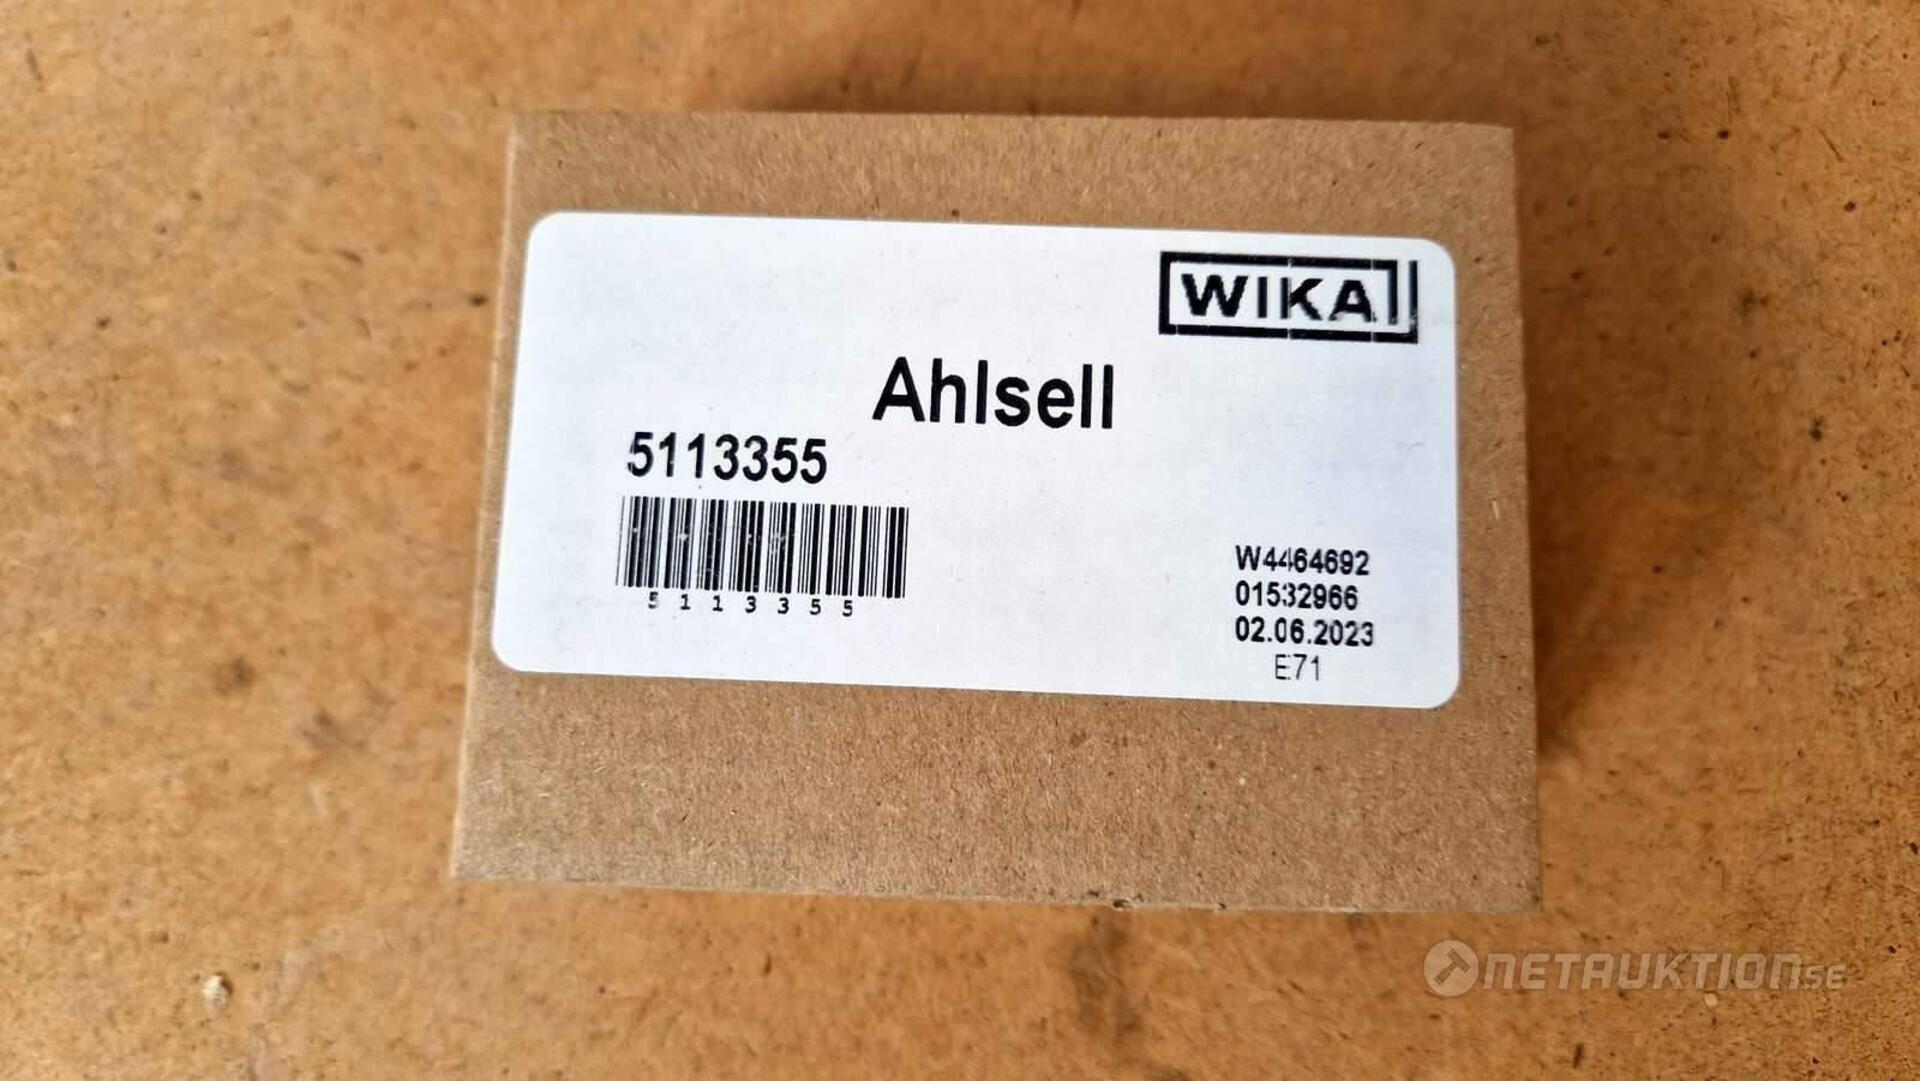 WIKA
Ahlsell
5113355
5113355
W4464692
01532966
02.06.2023
E71
NETAUKTION.SE